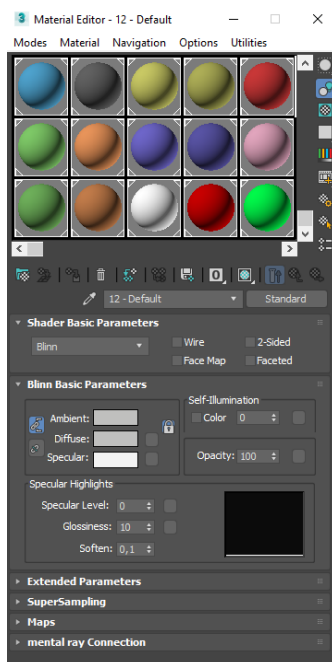 3 Material Editor - 12 - Default
Modes Material Navigation Options Utilities
0
12 - Default Standard
Shader Basic Parameters
Blinn Wire 2-Sided
Face Map Faceted
Blinn Basic Parameters
Self-Illumination
Ambient: Color 0
Diffuse:
Specular: Opacity: 100
Specular Highlights
Specular Level: 0
Glossiness: 10
Soften: 0,1
Extended Parameters
SuperSampling
Maps
mental ray Connection